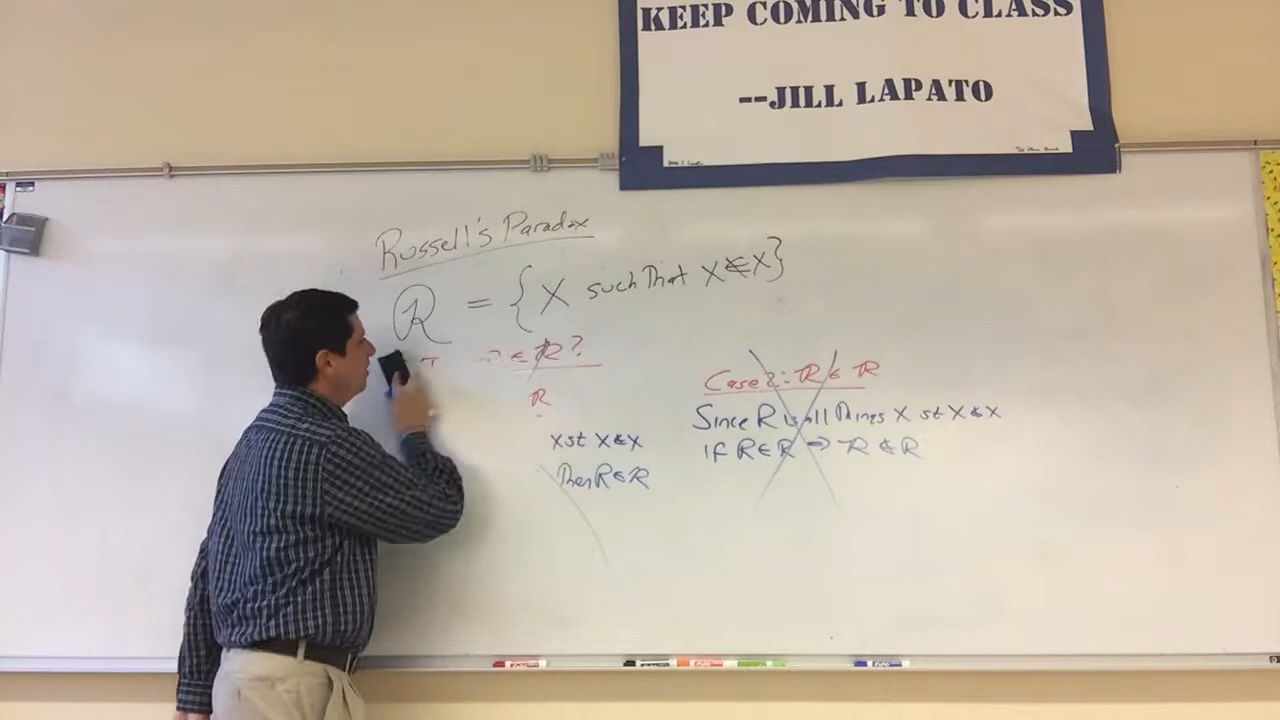 KEEP COMING TO CLASS
--JILL LAPATO
Russell's Paradox
R = { X such that X ∉ X }
∈ R?
R
X st X ∉ X
Then R ∈ R
Case 2: R ∈ R
Since R is all things X st X ∉ X
if R ∈ R ⇒ R ∉ R